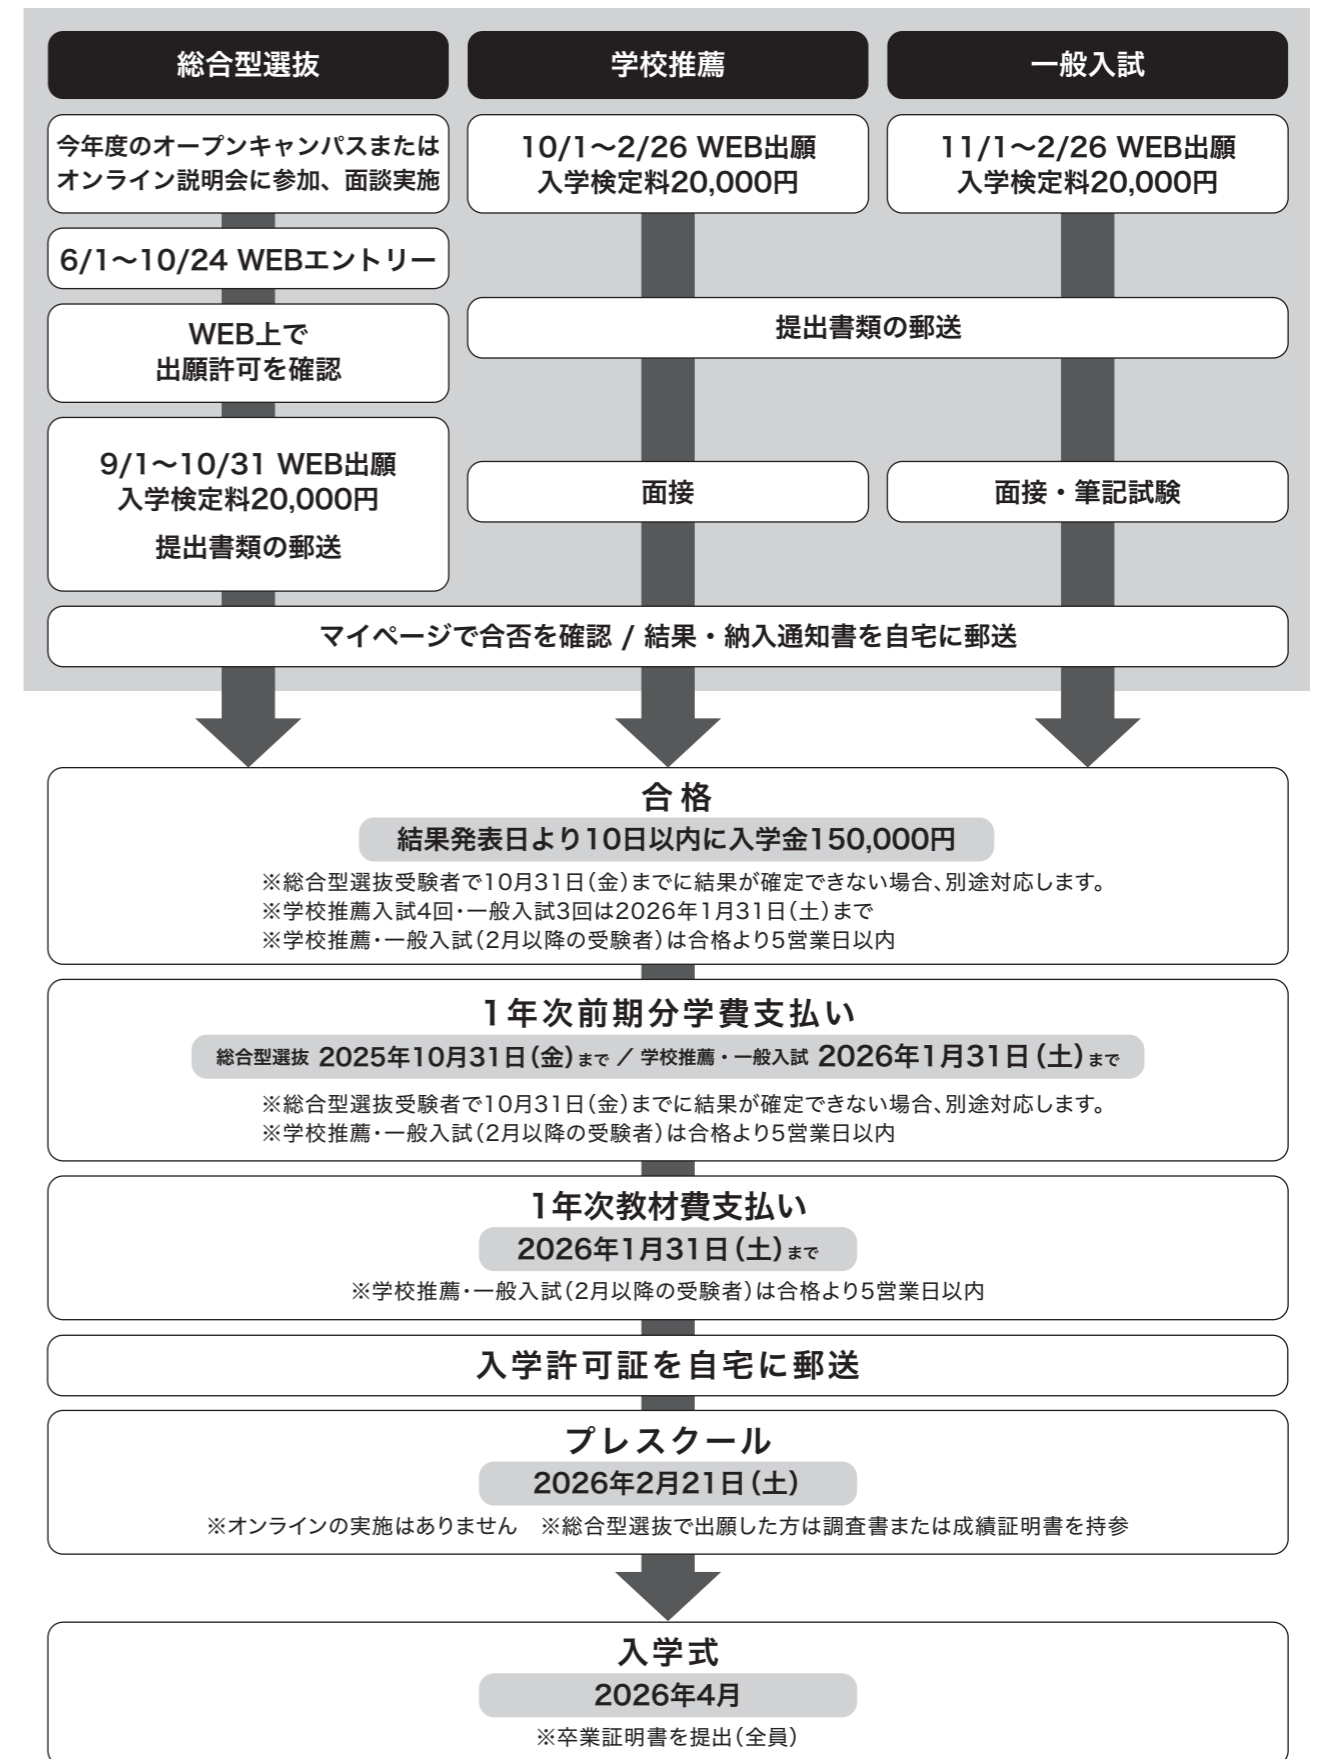 総合型選抜
今年度のオープンキャンパスまたは
オンライン説明会に参加、面談実施
6/1〜10/24 WEBエントリー
WEB上で
出願許可を確認
9/1〜10/31 WEB出願
入学検定料20,000円
提出書類の郵送
学校推薦
10/1〜2/26 WEB出願
入学検定料20,000円
一般入試
11/1〜2/26 WEB出願
入学検定料20,000円
提出書類の郵送
面接
面接・筆記試験
マイページで合否を確認 / 結果・納入通知書を自宅に郵送
合格
結果発表日より10日以内に入学金150,000円
※総合型選抜受験者で10月31日(金)までに結果が確定できない場合、別途対応します。
※学校推薦入試4回・一般入試3回は2026年1月31日(土)まで
※学校推薦・一般入試(2月以降の受験者)は合格より5営業日以内
1年次前期分学費支払い
総合型選抜 2025年10月31日(金)まで / 学校推薦・一般入試 2026年1月31日(土)まで
※総合型選抜受験者で10月31日(金)までに結果が確定できない場合、別途対応します。
※学校推薦・一般入試(2月以降の受験者)は合格より5営業日以内
1年次教材費支払い
2026年1月31日(土)まで
※学校推薦・一般入試(2月以降の受験者)は合格より5営業日以内
入学許可証を自宅に郵送
プレスクール
2026年2月21日(土)
※オンラインの実施はありません ※総合型選抜で出願した方は調査書または成績証明書を持参
入学式
2026年4月
※卒業証明書を提出(全員)